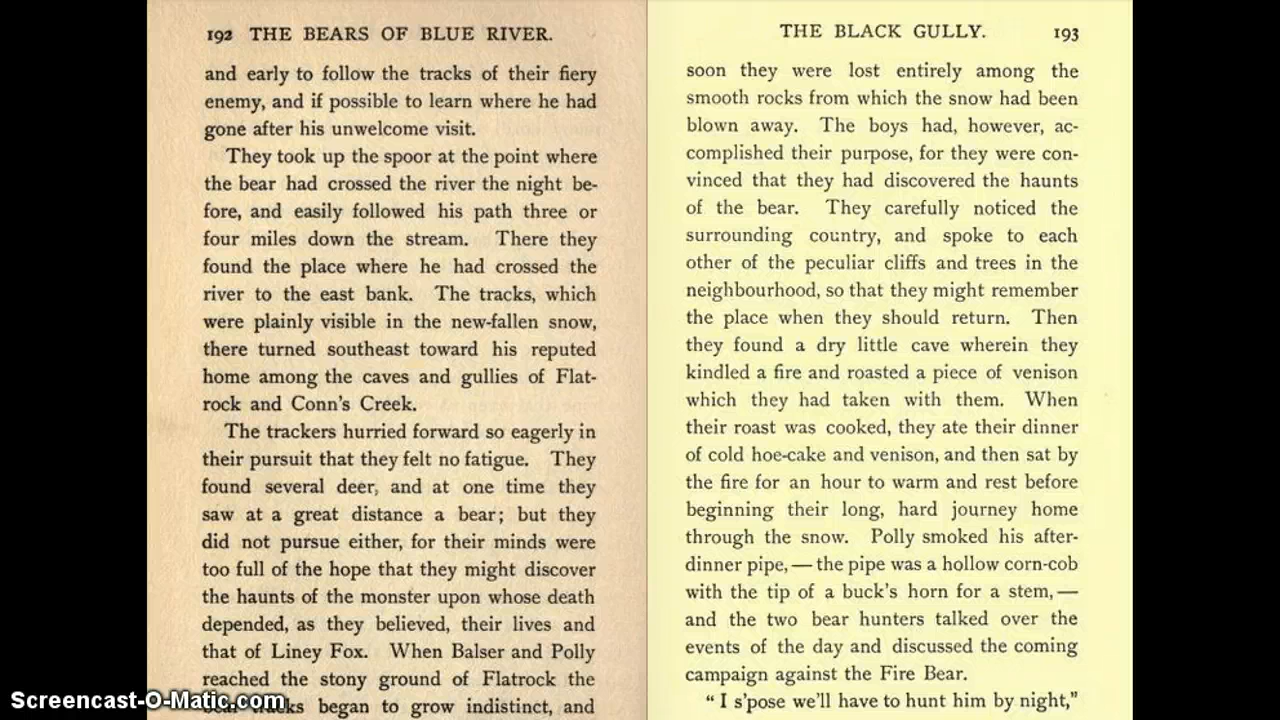 192 THE BEARS OF BLUE RIVER.
and early to follow the tracks of their fiery
enemy, and if possible to learn where he had
gone after his unwelcome visit.
They took up the spoor at the point where
the bear had crossed the river the night be-
fore, and easily followed his path three or
four miles down the stream. There they
found the place where he had crossed the
river to the east bank. The tracks, which
were plainly visible in the new-fallen snow,
there turned southeast toward his reputed
home among the caves and gullies of Flat-
rock and Conn's Creek.
The trackers hurried forward so eagerly in
their pursuit that they felt no fatigue. They
found several deer, and at one time they
saw at a great distance a bear; but they
did not pursue either, for their minds were
too full of the hope that they might discover
the haunts of the monster upon whose death
depended, as they believed, their lives and
that of Liney Fox. When Balser and Polly
reached the stony ground of Flatrock the
bear tracks began to grow indistinct, and
THE BLACK GULLY. 193
soon they were lost entirely among the
smooth rocks from which the snow had been
blown away. The boys had, however, ac-
complished their purpose, for they were con-
vinced that they had discovered the haunts
of the bear. They carefully noticed the
surrounding country, and spoke to each
other of the peculiar cliffs and trees in the
neighbourhood, so that they might remember
the place when they should return. Then
they found a dry little cave wherein they
kindled a fire and roasted a piece of venison
which they had taken with them. When
their roast was cooked, they ate their dinner
of cold hoe-cake and venison, and then sat by
the fire for an hour to warm and rest before
beginning their long, hard journey home
through the snow. Polly smoked his after-
dinner pipe,—the pipe was a hollow corn-cob
with the tip of a buck's horn for a stem,—
and the two bear hunters talked over the
events of the day and discussed the coming
campaign against the Fire Bear.
"I s'pose we'll have to hunt him by night,"
Screencast-O-Matic.com